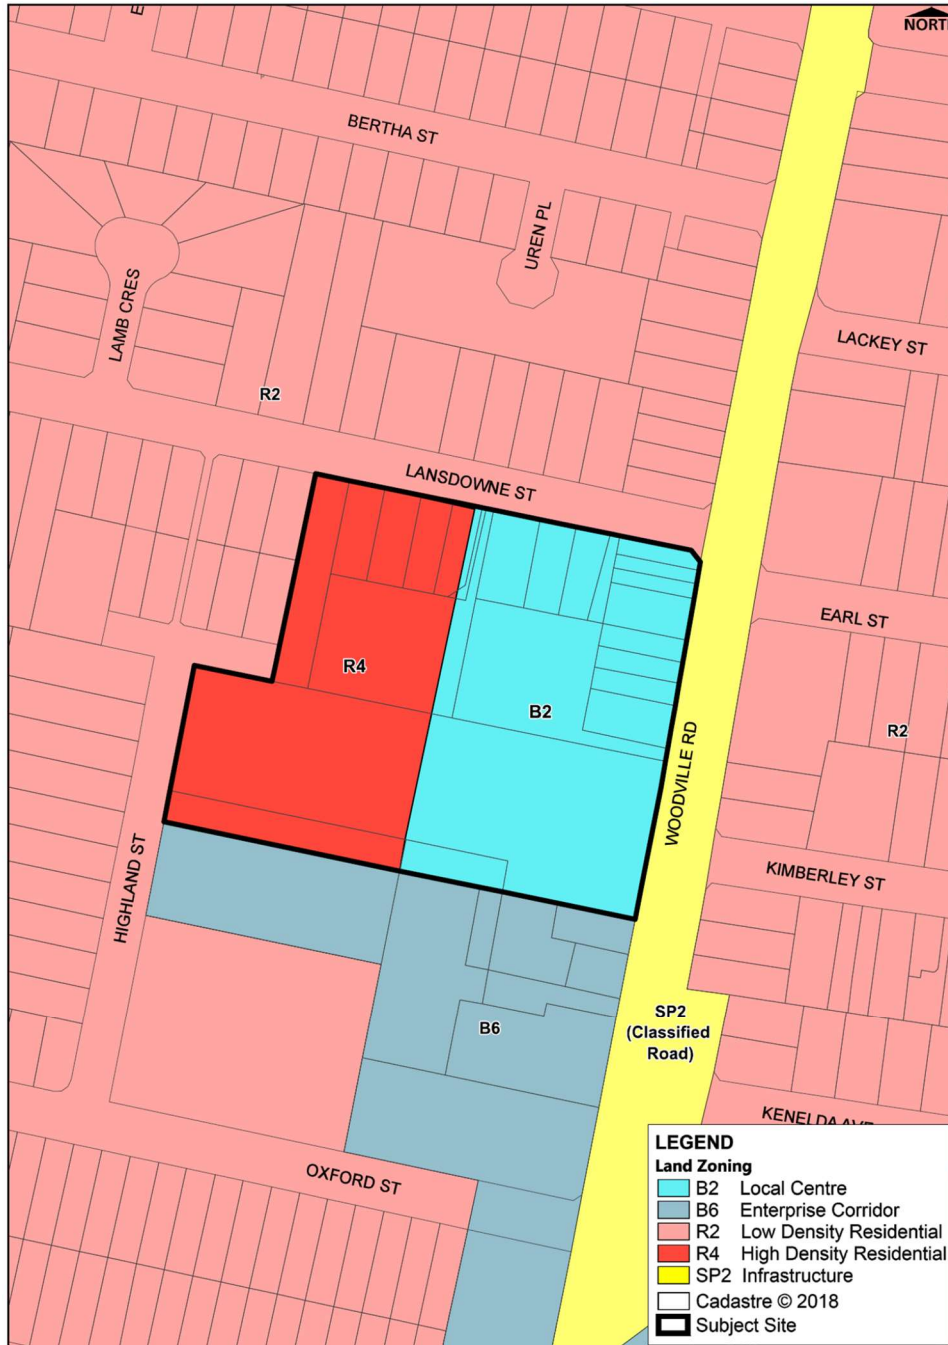 NORTH
BERTHA ST
UREN PL
LAMB CRES
LACKEY ST
R2
LANSDOWNE ST
EARL ST
R4
B2
R2
WOODVILLE RD
HIGHLAND ST
KIMBERLEY ST
SP2
(Classified
Road)
B6
OXFORD ST
LEGEND
Land Zoning
B2 Local Centre
B6 Enterprise Corridor
R2 Low Density Residential
R4 High Density Residential
SP2 Infrastructure
Cadastre © 2018
Subject Site